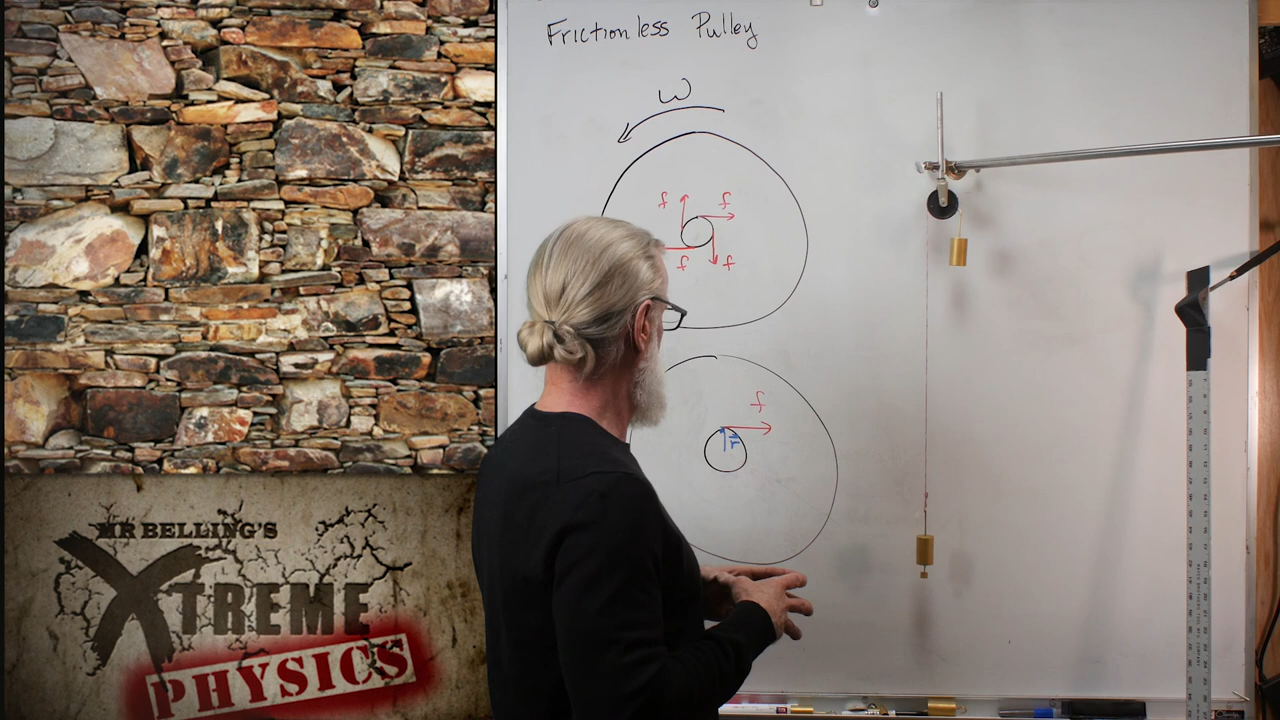 Frictionless Pulley
ω
f
f
f
f
f
r
MR BELLING'S
XTREME
PHYSICS